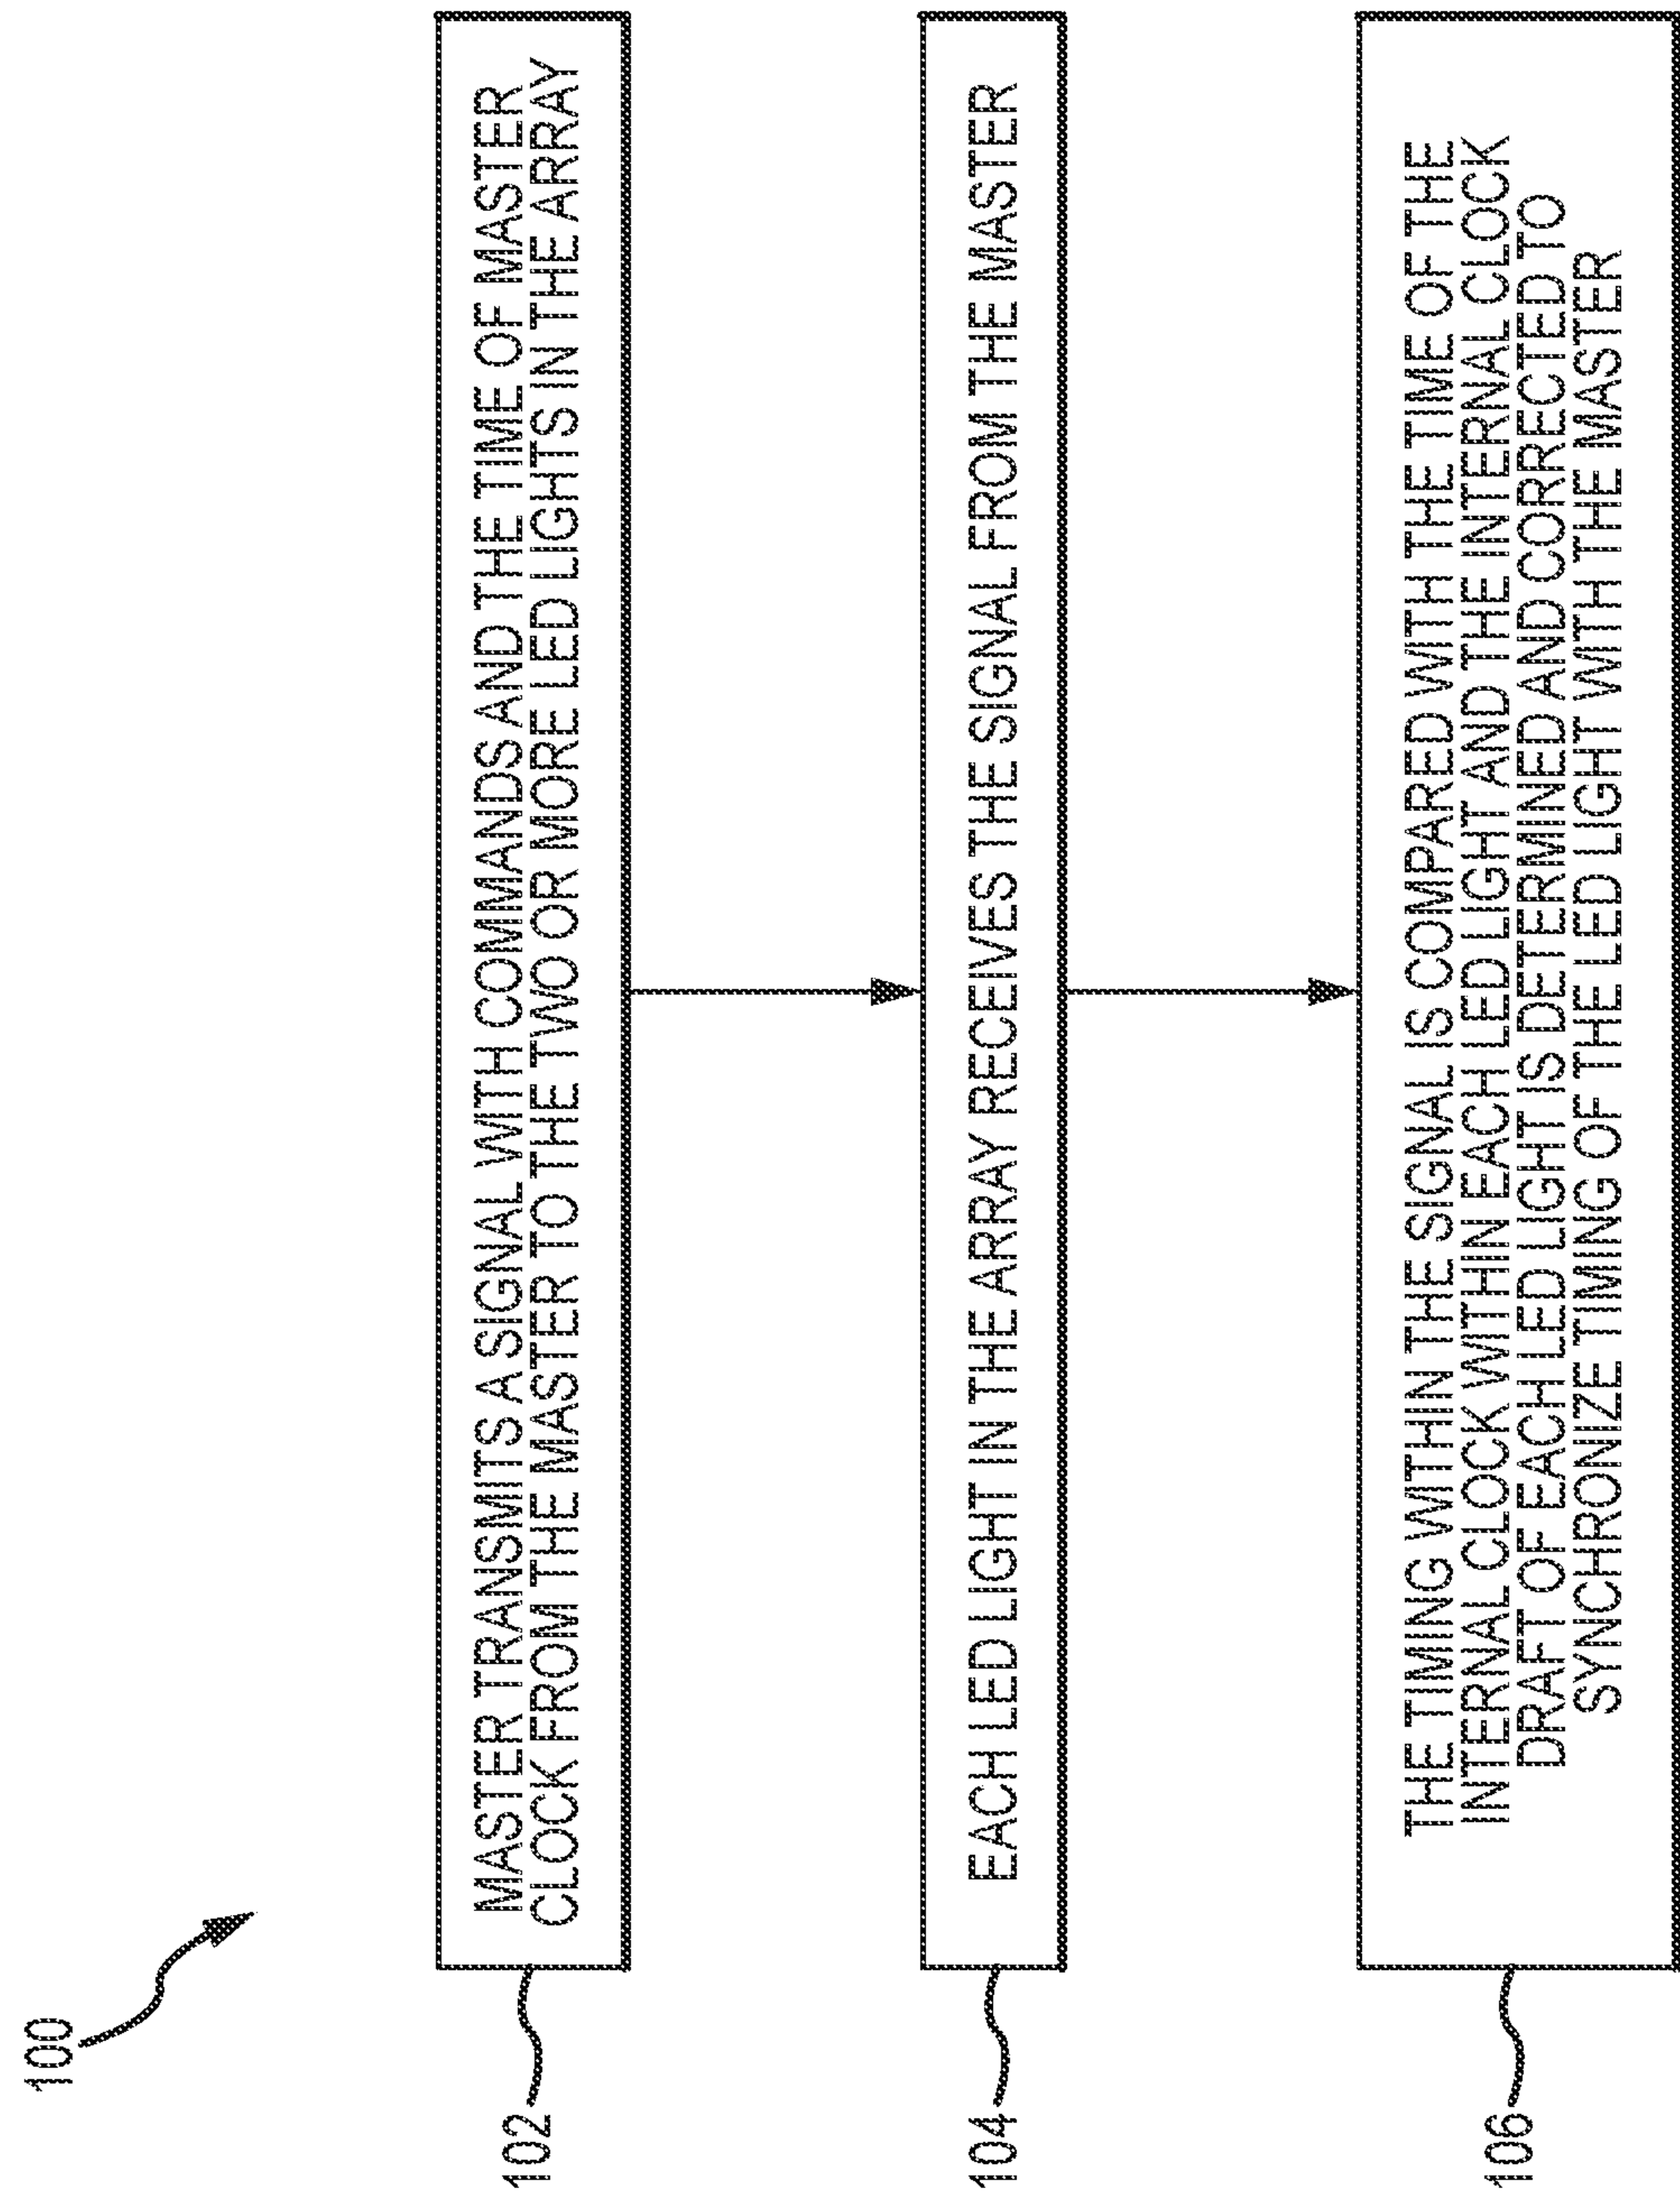 100
102
MASTER TRANSMITS A SIGNAL WITH COMMANDS AND THE TIME OF MASTER
CLOCK FROM THE MASTER TO THE TWO OR MORE LED LIGHTS IN THE ARRAY
104
EACH LED LIGHT IN THE ARRAY RECEIVES THE SIGNAL FROM THE MASTER
106
THE TIMING WITHIN THE SIGNAL IS COMPARED WITH THE TIME OF THE
INTERNAL CLOCK WITHIN EACH LED LIGHT AND THE INTERNAL CLOCK
DRAFT OF EACH LED LIGHT IS DETERMINED AND CORRECTED TO
SYNCHRONIZE TIMING OF THE LED LIGHT WITH THE MASTER